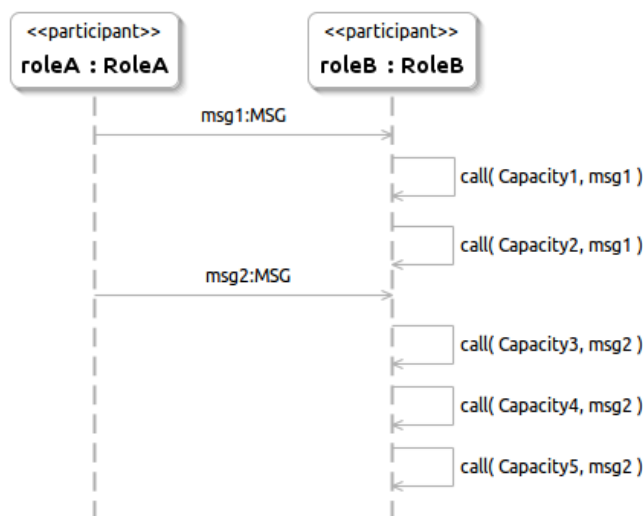 <<participant>>
roleA : RoleA
<<participant>>
roleB : RoleB
msg1:MSG
call( Capacity1, msg1 )
call( Capacity2, msg1 )
msg2:MSG
call( Capacity3, msg2 )
call( Capacity4, msg2 )
call( Capacity5, msg2 )